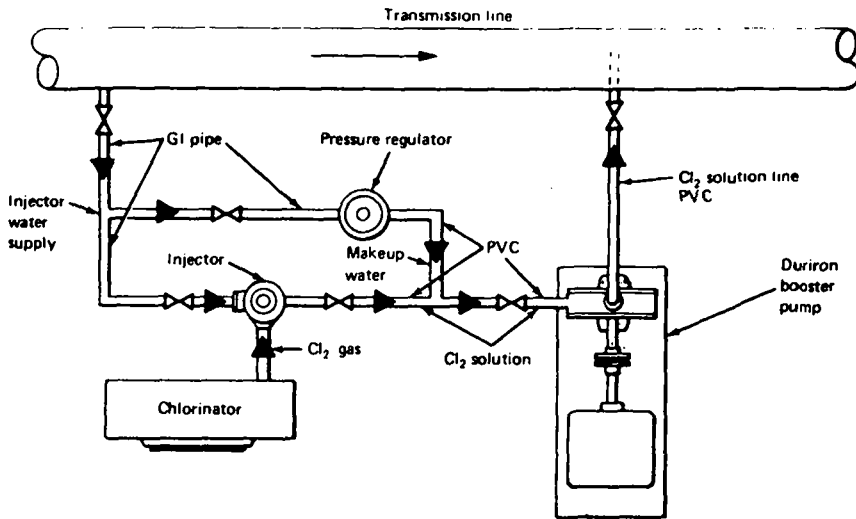 Transmission line
GI pipe
Pressure regulator
Cl₂ solution line
PVC
Injector
water
supply
Injector
Makeup
water
PVC
Duriron
booster
pump
Cl₂ gas
Cl₂ solution
Chlorinator